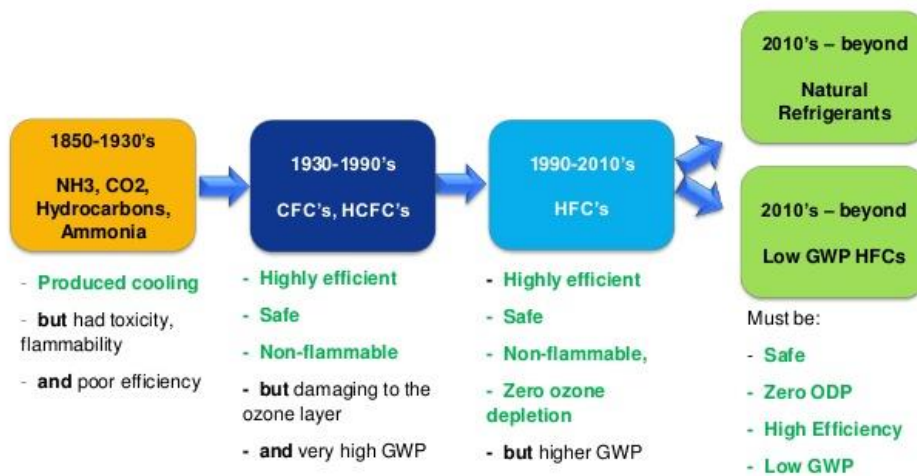 1850-1930's
NH3, CO2,
Hydrocarbons,
Ammonia
- Produced cooling
- but had toxicity,
flammability
- and poor efficiency
1930-1990's
CFC's, HCFC's
- Highly efficient
- Safe
- Non-flammable
- but damaging to the
ozone layer
- and very high GWP
1990-2010's
HFC's
- Highly efficient
- Safe
- Non-flammable,
- Zero ozone
depletion
- but higher GWP
2010's – beyond
Natural
Refrigerants
2010's – beyond
Low GWP HFCs
Must be:
- Safe
- Zero ODP
- High Efficiency
- Low GWP